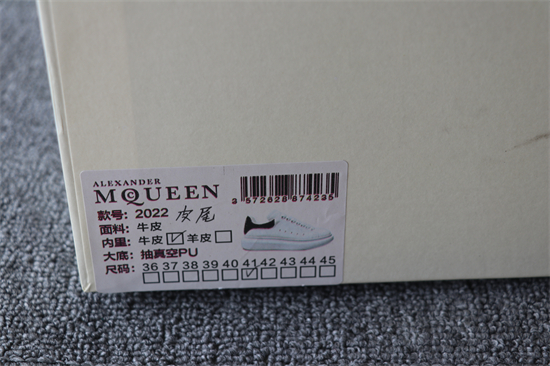 ALEXANDER
MCQUEEN
3 572628 874235
款号: 2022 皮尾
面料: 牛皮
内里: 牛皮 羊皮
大底: 抽真空PU
尺码: 36 37 38 39 40 41 42 43 44 45